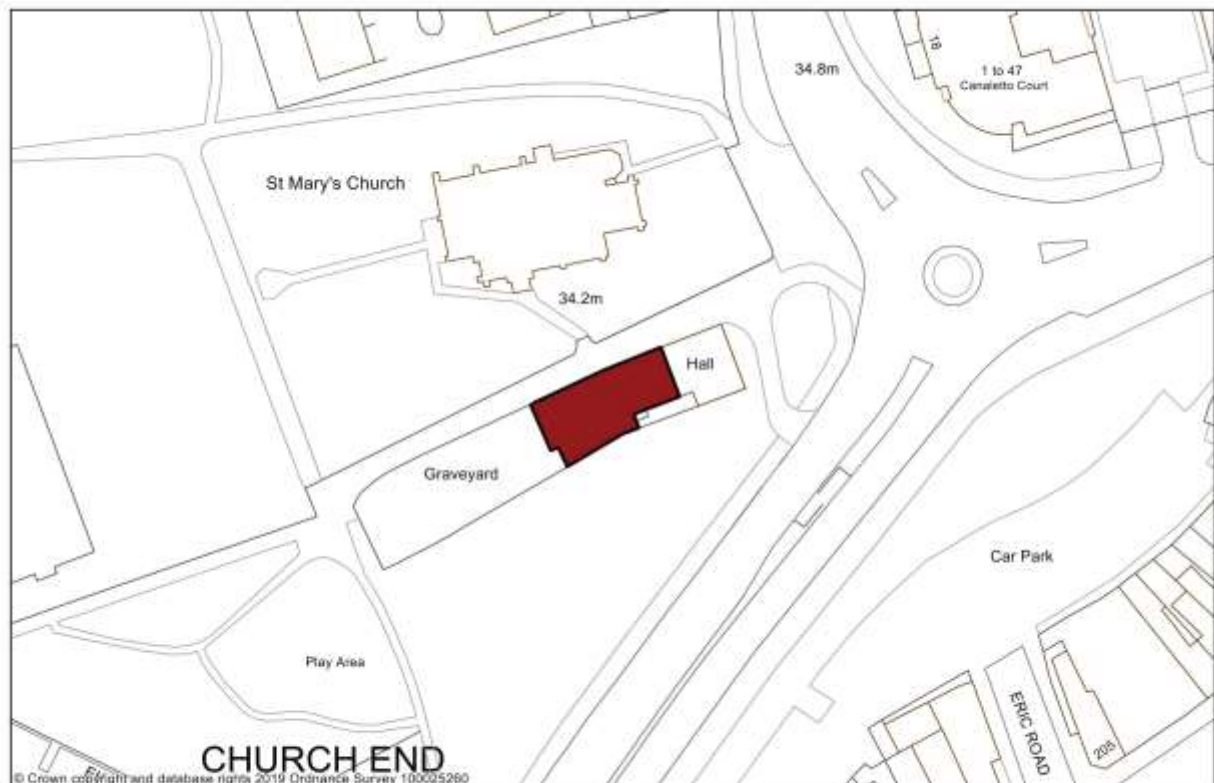 34.8m
16
1 to 47
Canaletto Court
St Mary's Church
34.2m
Hall
Graveyard
Car Park
Play Area
ERIC ROAD
205
CHURCH END
© Crown copyright and database rights 2019 Ordnance Survey 100025260